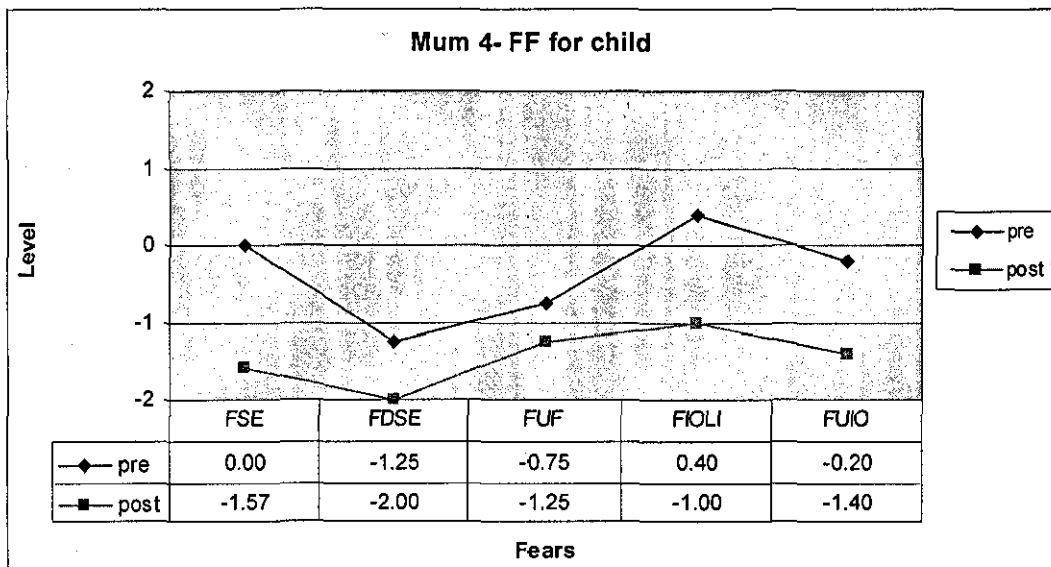 Mum 4- FF for child
2
1
0
-1
-2
Level
pre
post
FSE FDSE FUF FIOLI FUIO
pre 0.00 -1.25 -0.75 0.40 -0.20
post -1.57 -2.00 -1.25 -1.00 -1.40
Fears